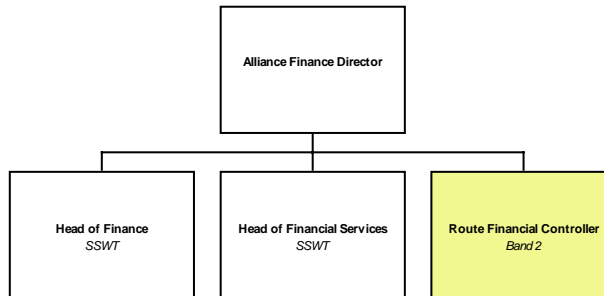 Alliance Finance Director
Head of Finance
SSWT
Head of Financial Services
SSWT
Route Financial Controller
Band 2